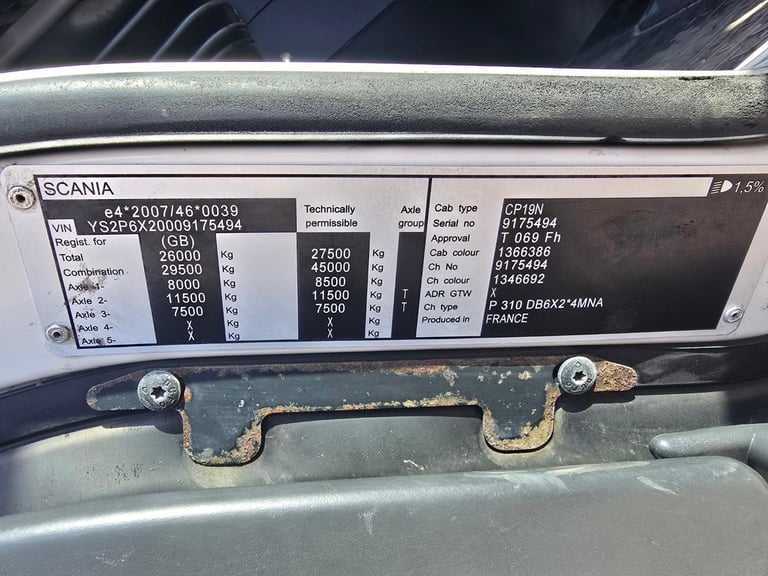 SCANIA
1.5%
e4*2007/46*0039
VIN YS2P6X20009175494
Technically permissible
Axle group
Regist. for (GB)
Total 26000 Kg 27500 Kg
Combination 29500 Kg 45000 Kg
Axle 1- 8000 Kg 8500 Kg
Axle 2- 11500 Kg 11500 Kg T
Axle 3- 7500 Kg 7500 Kg T
Axle 4- X Kg X Kg
Axle 5- X Kg X Kg
Cab type CP19N
Serial no 9175494
Approval T 069 Fh
Cab colour 1366386
Ch No 9175494
Ch colour 1346692
ADR GTW X
Ch type P 310 DB6X2*4MNA
Produced in FRANCE